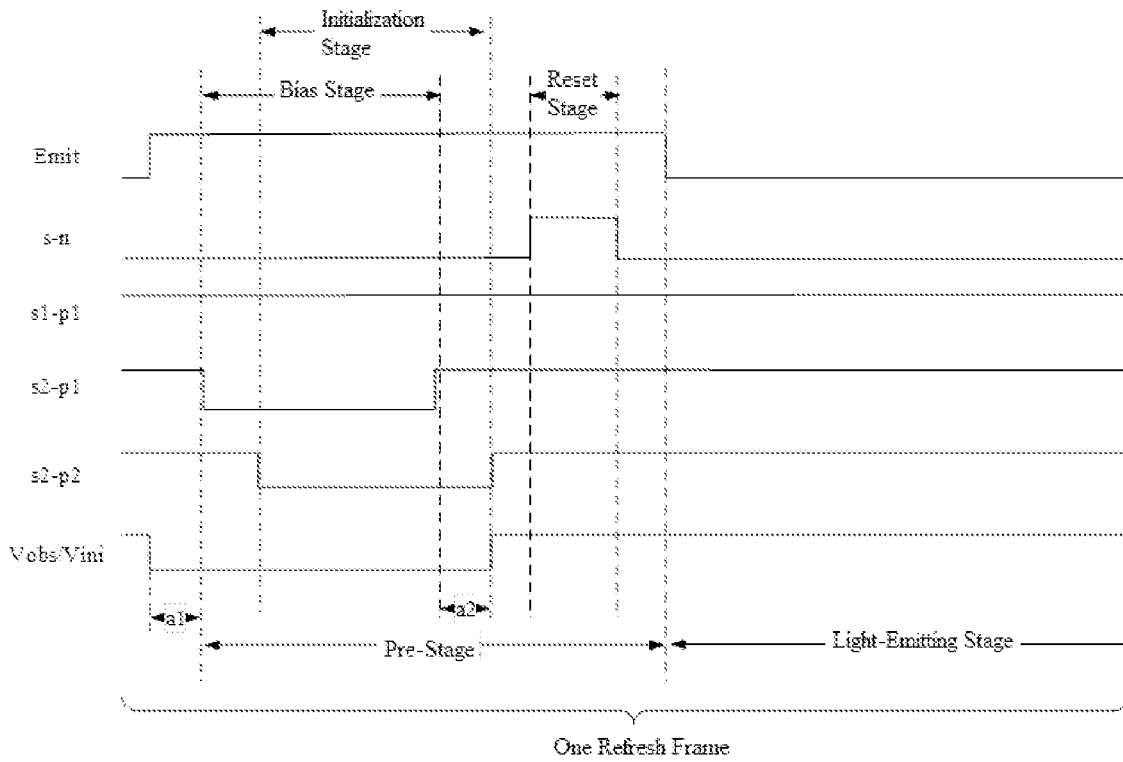 Initialization
Stage
Bias Stage
Reset
Stage
Emit
s-n
s1-p1
s2-p1
s2-p2
Vobs/Vini
a1
a2
Pre-Stage
Light-Emitting Stage
One Refresh Frame